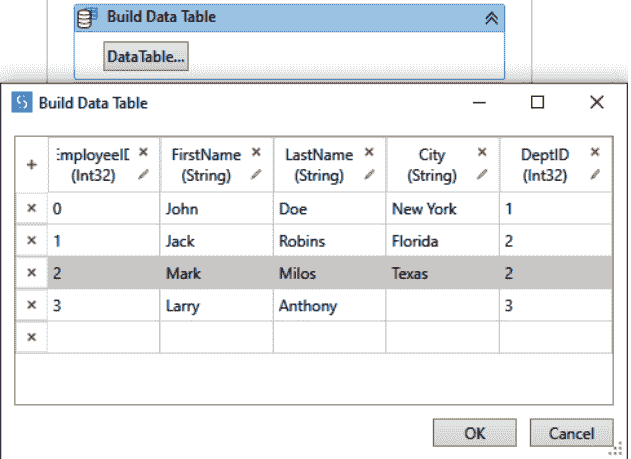 Build Data Table
DataTable...
Build Data Table
EmployeeID FirstName LastName City DeptID
(Int32) (String) (String) (String) (Int32)
0 John Doe New York 1
1 Jack Robins Florida 2
2 Mark Milos Texas 2
3 Larry Anthony 3
OK Cancel